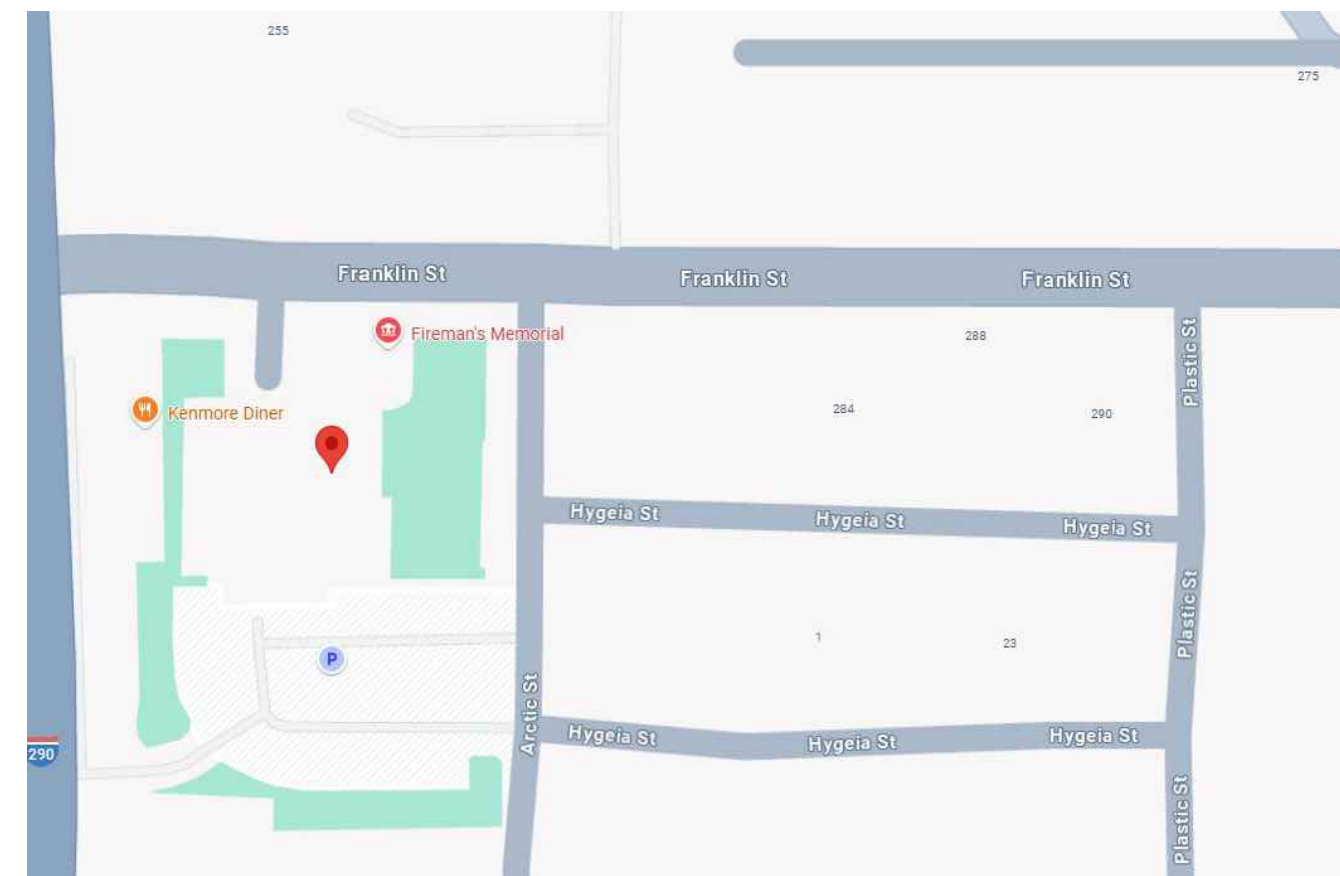 255
275
Franklin St
Franklin St
Franklin St
Fireman's Memorial
Plastic St
288
Kenmore Diner
284
290
Hygeia St
Hygeia St
Hygeia St
Plastic St
1
23
P
Arctic St
Hygeia St
Hygeia St
Hygeia St
290
Plastic St